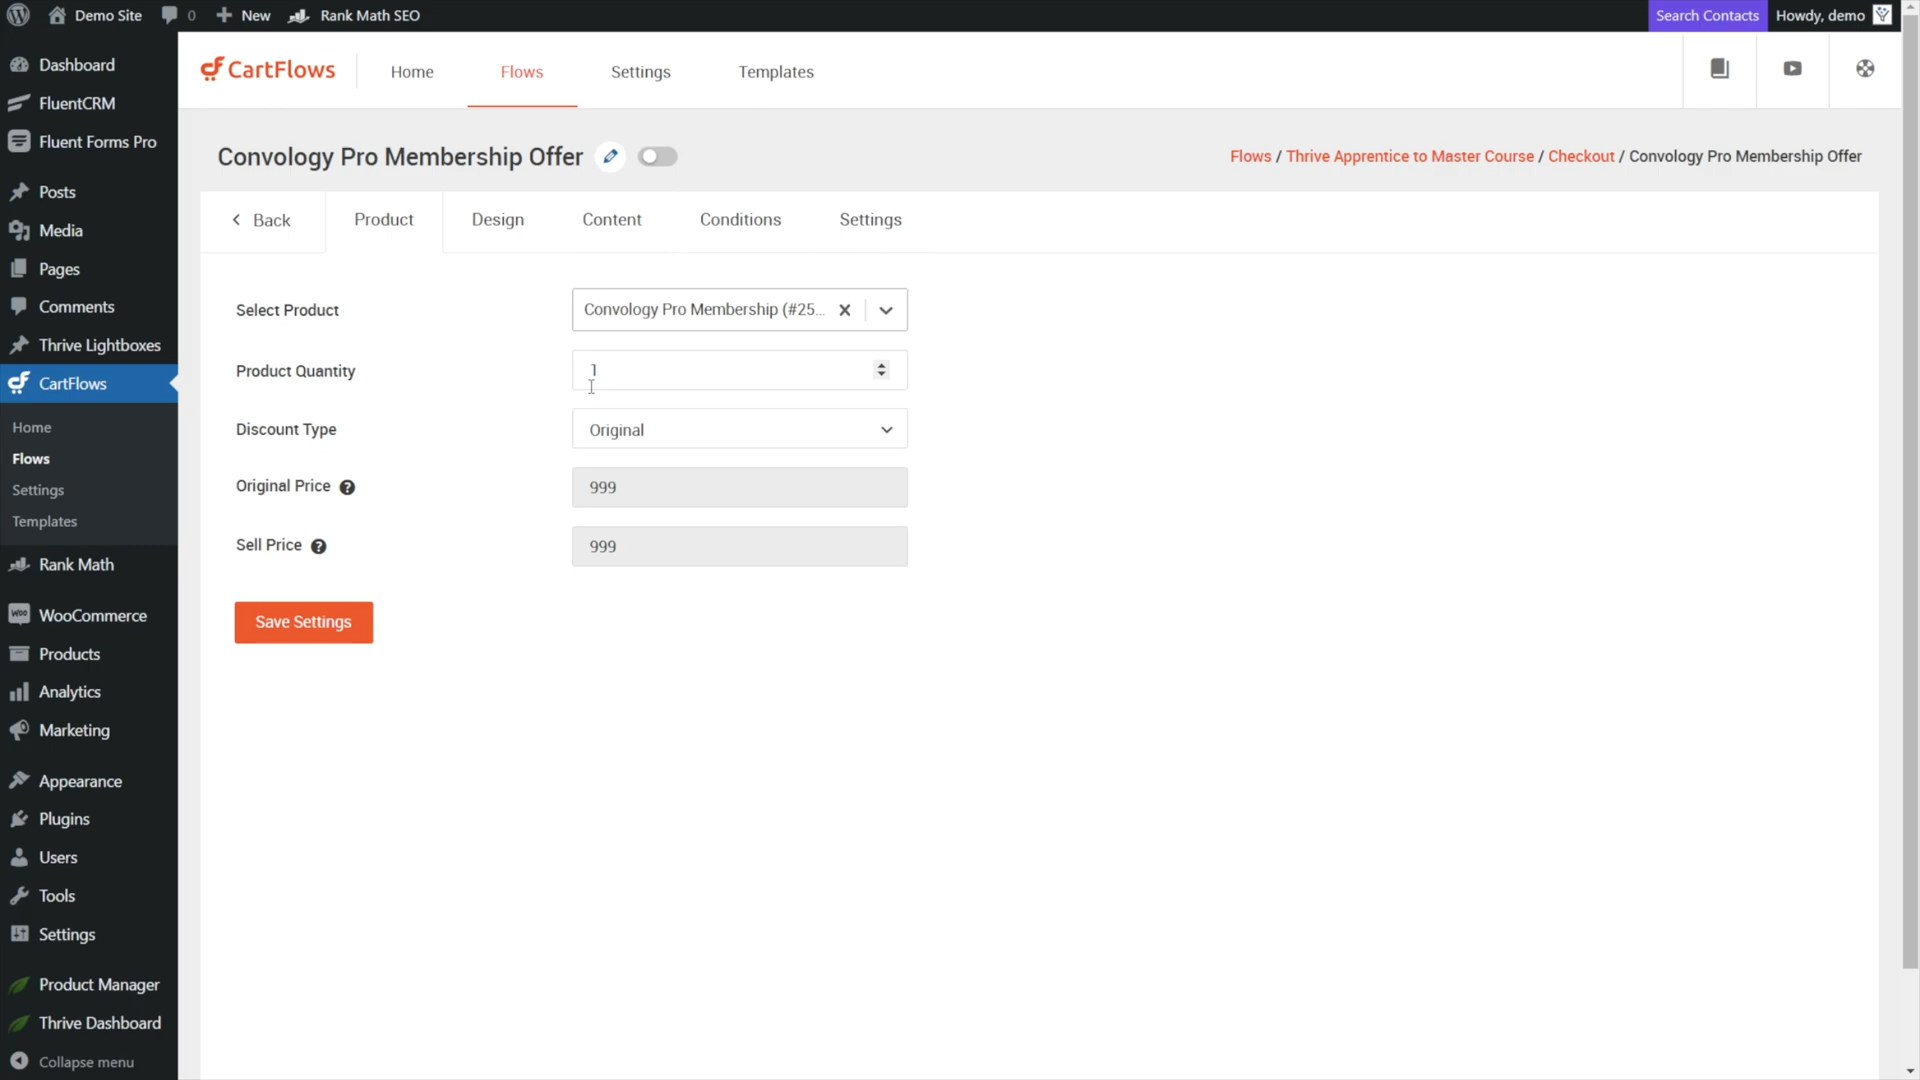 Demo Site
0
New
Rank Math SEO
Search Contacts
Howdy, demo
Dashboard
FluentCRM
Fluent Forms Pro
Posts
Media
Pages
Comments
Thrive Lightboxes
CartFlows
Home
Flows
Settings
Templates
Rank Math
WooCommerce
Products
Analytics
Marketing
Appearance
Plugins
Users
Tools
Settings
Product Manager
Thrive Dashboard
Collapse menu
CartFlows
Home
Flows
Settings
Templates
Convology Pro Membership Offer
Flows / Thrive Apprentice to Master Course / Checkout / Convology Pro Membership Offer
Back
Product
Design
Content
Conditions
Settings
Select Product
Convology Pro Membership (#25...
Product Quantity
1
Discount Type
Original
Original Price
999
Sell Price
999
Save Settings